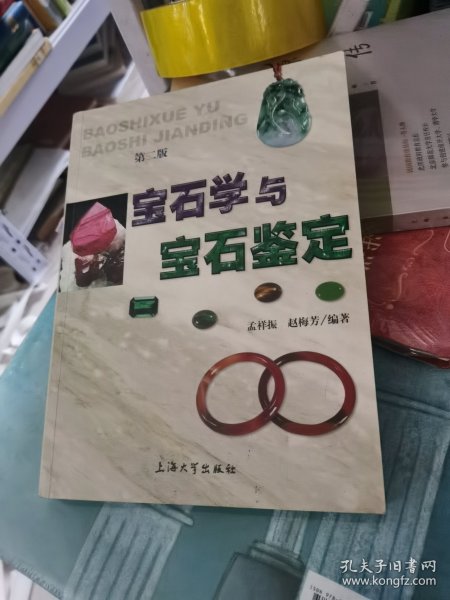 BAOSHIXUE YU
BAOSHI JIANDING
第二版
宝石学与
宝石鉴定
孟祥振 赵梅芳/编著
上海大学出版社
传
孔夫子旧书网
www.kongfz.com